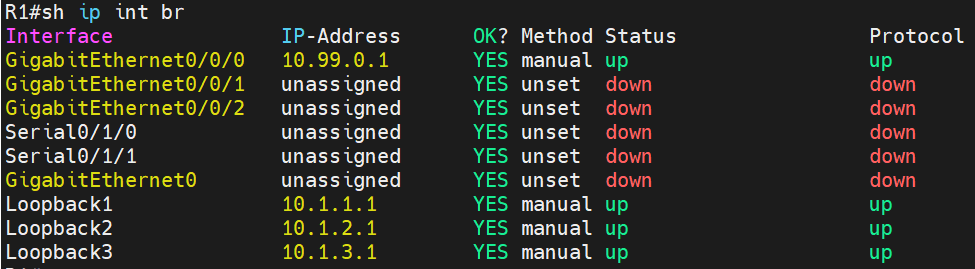 R1#sh ip int br
Interface IP-Address OK? Method Status Protocol
GigabitEthernet0/0/0 10.99.0.1 YES manual up up
GigabitEthernet0/0/1 unassigned YES unset down down
GigabitEthernet0/0/2 unassigned YES unset down down
Serial0/1/0 unassigned YES unset down down
Serial0/1/1 unassigned YES unset down down
GigabitEthernet0 unassigned YES unset down down
Loopback1 10.1.1.1 YES manual up up
Loopback2 10.1.2.1 YES manual up up
Loopback3 10.1.3.1 YES manual up up